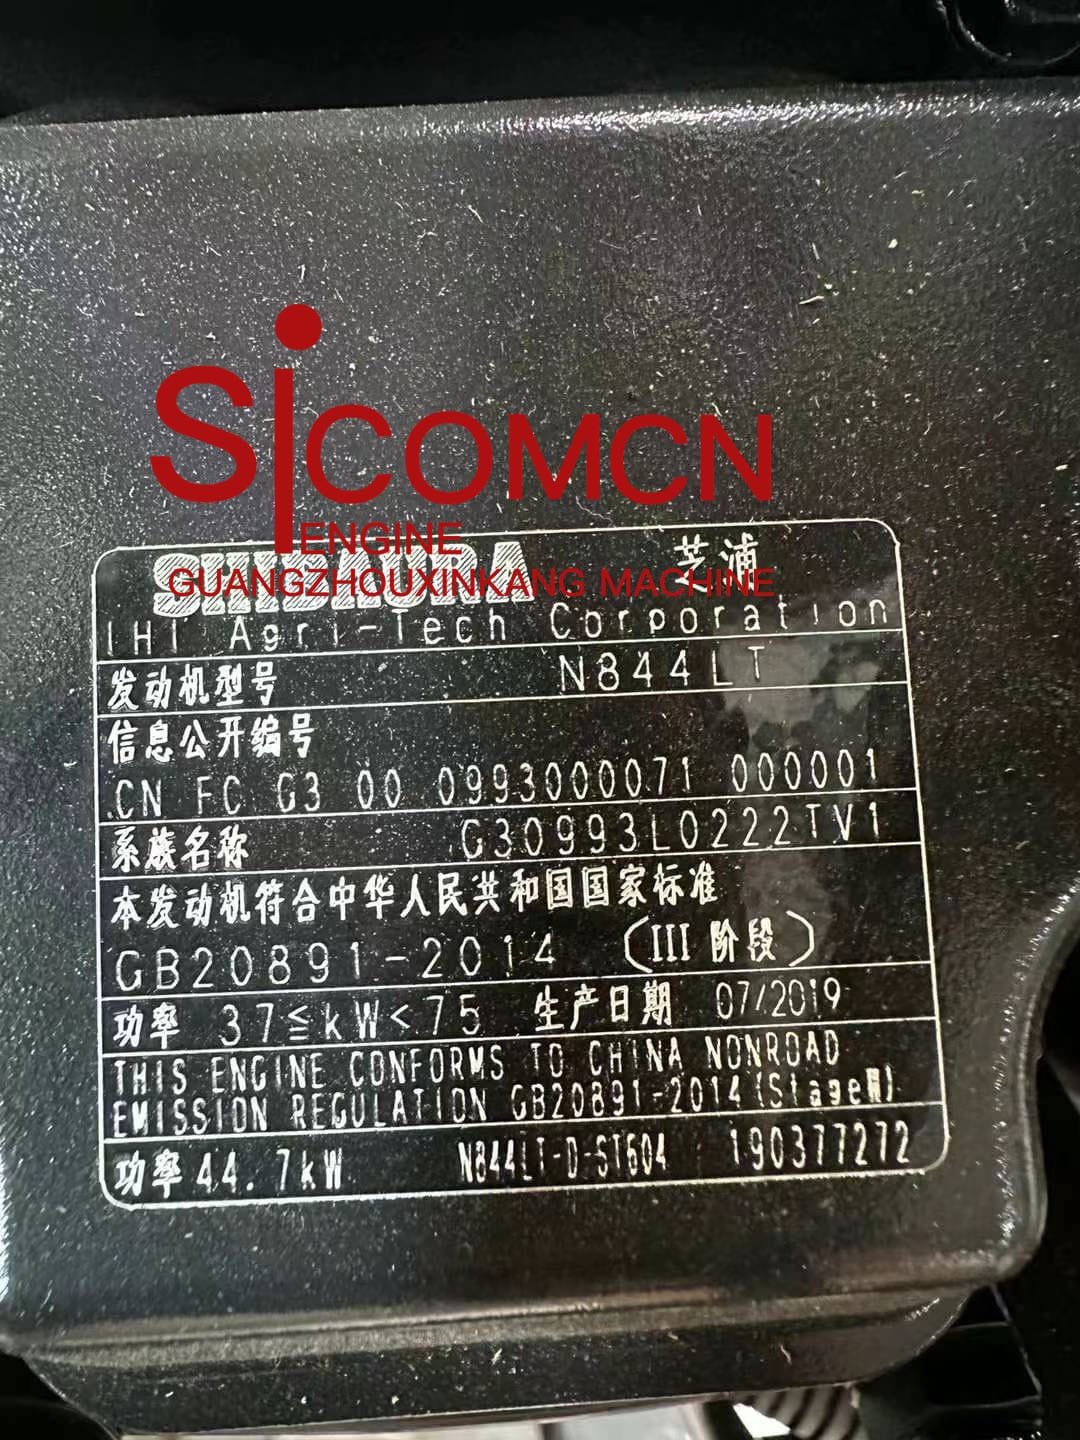 SiCOMCN
ENGINE
GUANGZHOUXINKANG MACHINE
SHIBAURA 芝浦
IHI Agri-Tech Corporation
发动机型号 N844LT
信息公开编号
CN FC G3 00 0993000071 000001
系族名称 G30993L0222TV1
本发动机符合中华人民共和国国家标准
GB20891-2014 (III 阶段)
功率 37≦kW<75 生产日期 07/2019
THIS ENGINE CONFORMS TO CHINA NONROAD
EMISSION REGULATION GB20891-2014(StageⅢ)
功率44.7kW N844LT-D-ST604 190377272